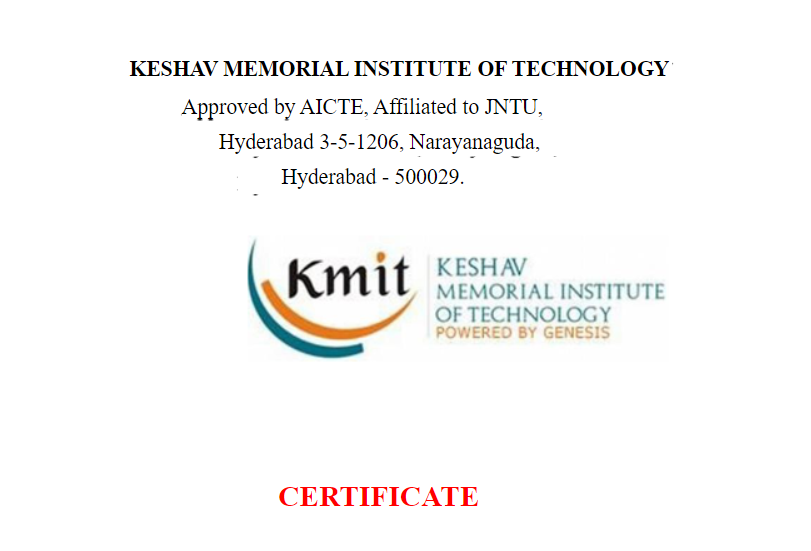 KESHAV MEMORIAL INSTITUTE OF TECHNOLOGY
Approved by AICTE, Affiliated to JNTU,
Hyderabad 3-5-1206, Narayanaguda,
Hyderabad - 500029.
Kmit
KESHAV
MEMORIAL INSTITUTE
OF TECHNOLOGY
POWERED BY GENESIS
CERTIFICATE